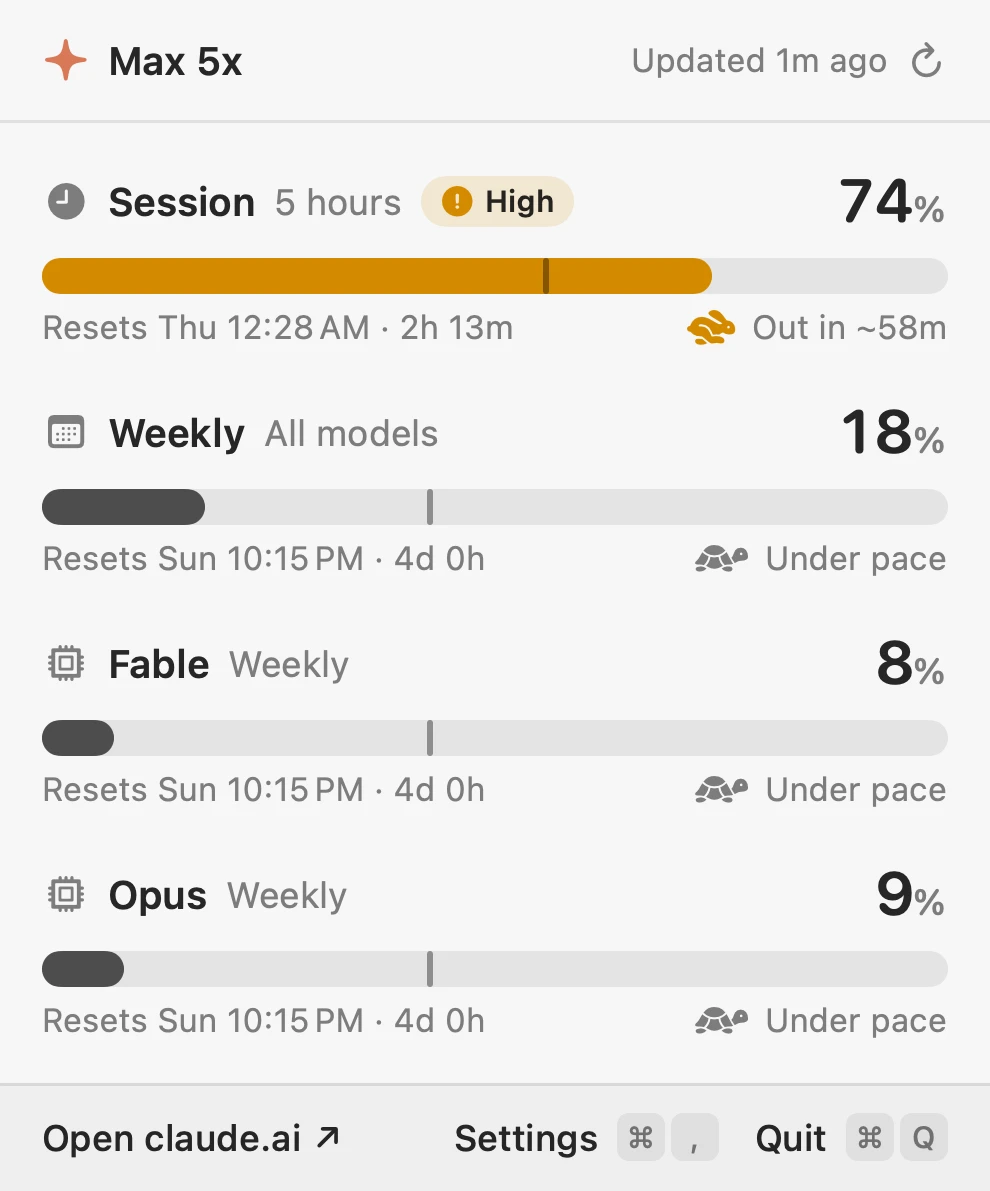 Max 5x Updated 1m ago
Session 5 hours High 74%
Resets Thu 12:28 AM · 2h 13m Out in ~58m
Weekly All models 18%
Resets Sun 10:15 PM · 4d 0h Under pace
Fable Weekly 8%
Resets Sun 10:15 PM · 4d 0h Under pace
Opus Weekly 9%
Resets Sun 10:15 PM · 4d 0h Under pace
Open claude.ai ↗ Settings ⌘ , Quit ⌘ Q